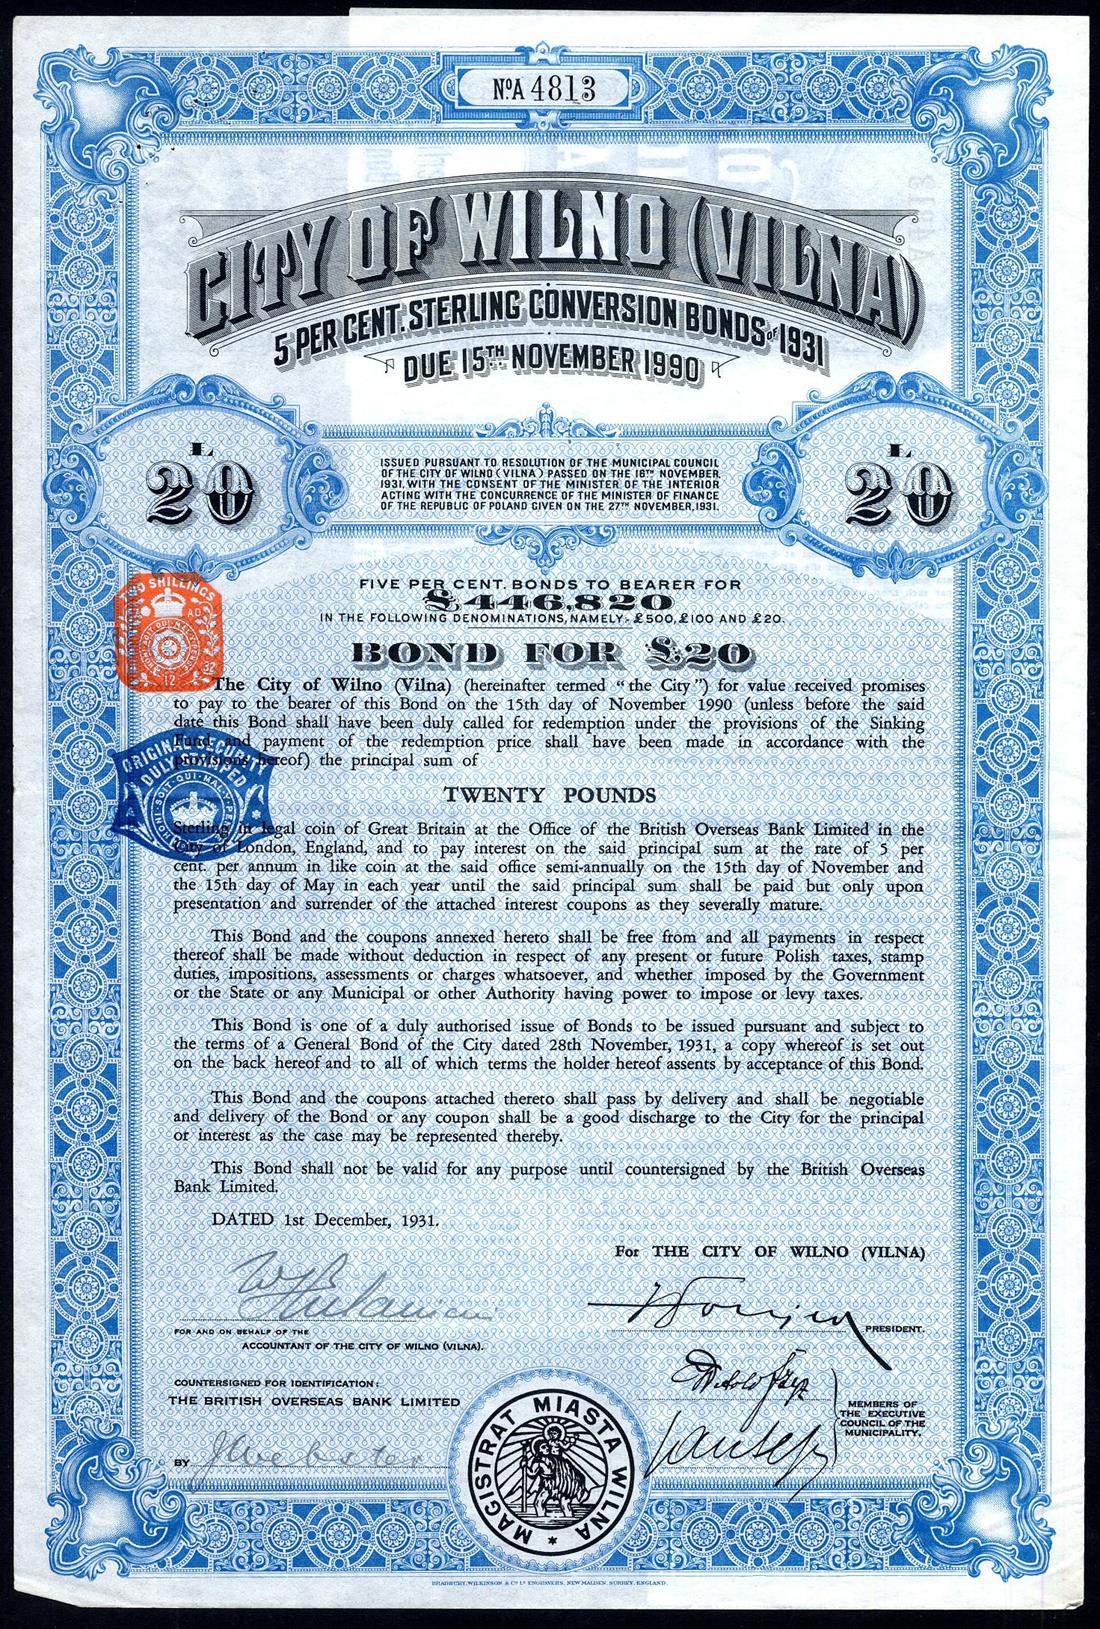 NoA 4813
CITY OF WILNO (VILNA)
5 PER CENT. STERLING CONVERSION BONDS of 1931
DUE 15TH NOVEMBER 1990
L
20
L
20
ISSUED PURSUANT TO RESOLUTION OF THE MUNICIPAL COUNCIL
OF THE CITY OF WILNO (VILNA) PASSED ON THE 16TH NOVEMBER
1931, WITH THE CONSENT OF THE MINISTER OF THE INTERIOR
ACTING WITH THE CONCURRENCE OF THE MINISTER OF FINANCE
OF THE REPUBLIC OF POLAND GIVEN ON THE 27TH NOVEMBER, 1931.
FIVE PER CENT. BONDS TO BEARER FOR
£446,820
IN THE FOLLOWING DENOMINATIONS, NAMELY:- £500, £100 AND £20.
BOND FOR £20
TWO SHILLINGS
The City of Wilno (Vilna) (hereinafter termed "the City") for value received promises
to pay to the bearer of this Bond on the 15th day of November 1990 (unless before the said
date this Bond shall have been duly called for redemption under the provisions of the Sinking
Fund and payment of the redemption price shall have been made in accordance with the
provisions hereof) the principal sum of
ORIGINAL SECURITY
DULY STAMPED
TWENTY POUNDS
Sterling in legal coin of Great Britain at the Office of the British Overseas Bank Limited in the
City of London, England, and to pay interest on the said principal sum at the rate of 5 per
cent. per annum in like coin at the said office semi-annually on the 15th day of November and
the 15th day of May in each year until the said principal sum shall be paid but only upon
presentation and surrender of the attached interest coupons as they severally mature.
This Bond and the coupons annexed hereto shall be free from and all payments in respect
thereof shall be made without deduction in respect of any present or future Polish taxes, stamp
duties, impositions, assessments or charges whatsoever, and whether imposed by the Government
or the State or any Municipal or other Authority having power to impose or levy taxes.
This Bond is one of a duly authorised issue of Bonds to be issued pursuant and subject to
the terms of a General Bond of the City dated 28th November, 1931, a copy whereof is set out
on the back hereof and to all of which terms the holder hereof assents by acceptance of this Bond.
This Bond and the coupons attached thereto shall pass by delivery and shall be negotiable
and delivery of the Bond or any coupon shall be a good discharge to the City for the principal
or interest as the case may be represented thereby.
This Bond shall not be valid for any purpose until countersigned by the British Overseas
Bank Limited.
DATED 1st December, 1931.
For THE CITY OF WILNO (VILNA)
PRESIDENT.
FOR AND ON BEHALF OF THE
ACCOUNTANT OF THE CITY OF WILNO (VILNA).
COUNTERSIGNED FOR IDENTIFICATION:
THE BRITISH OVERSEAS BANK LIMITED
BY J Webster
MEMBERS OF
THE EXECUTIVE
COUNCIL OF THE
MUNICIPALITY.
MAGISTRAT MIASTA WILNA
BRADBURY, WILKINSON & Co Ld ENGRAVERS, NEW MALDEN, SURREY, ENGLAND.